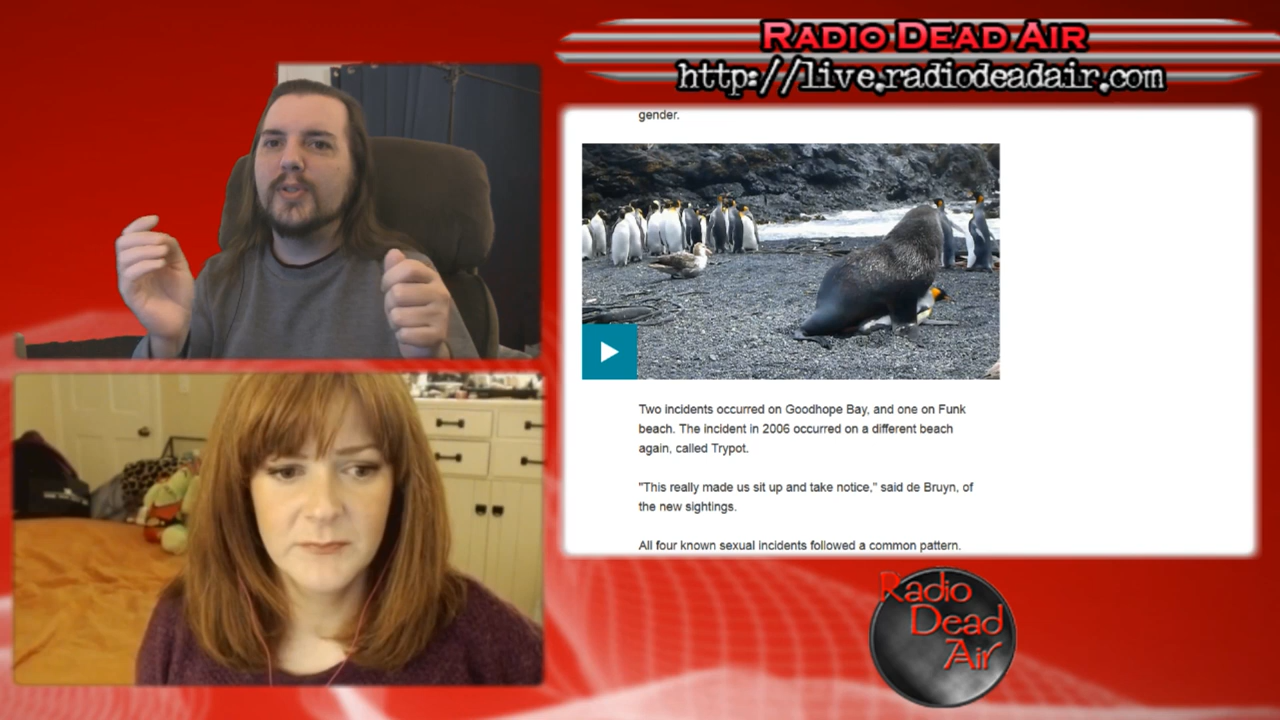 Radio Dead Air
http://live.radiodeadair.com
gender.
Two incidents occurred on Goodhope Bay, and one on Funk
beach. The incident in 2006 occurred on a different beach
again, called Trypot.
"This really made us sit up and take notice," said de Bruyn, of
the new sightings.
All four known sexual incidents followed a common pattern.
Radio
Dead
Air